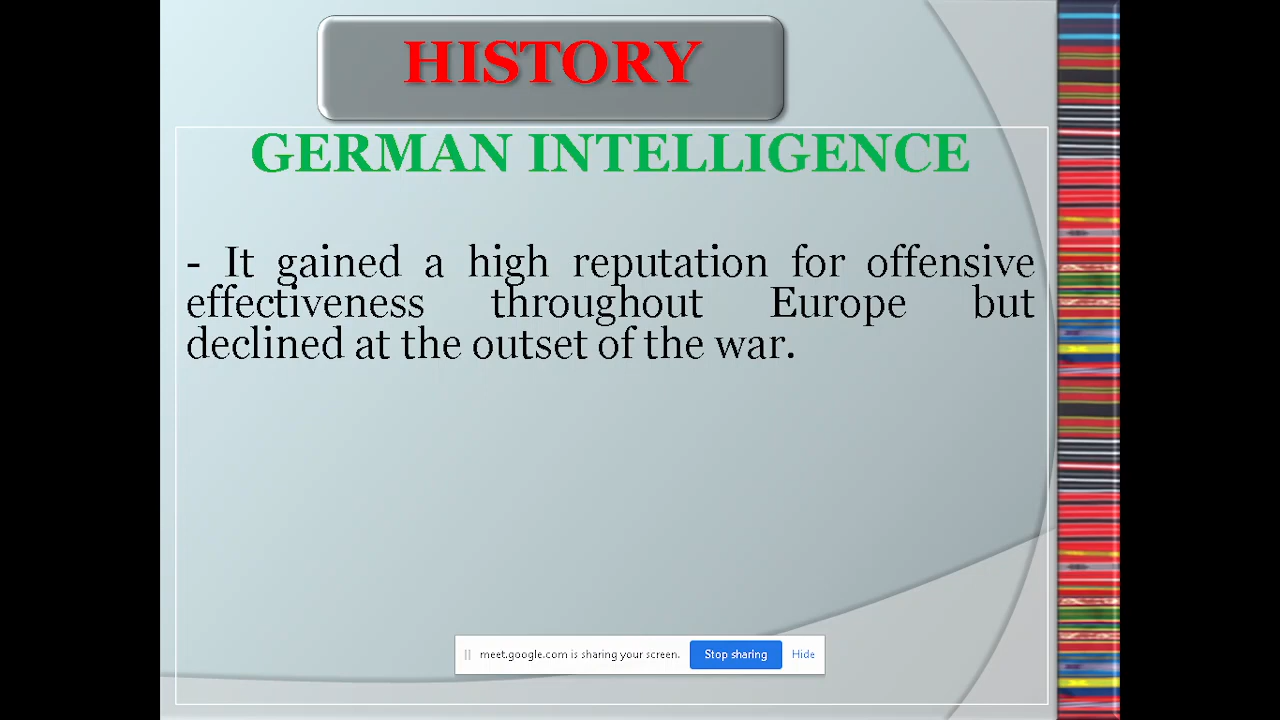 HISTORY
GERMAN INTELLIGENCE
- It gained a high reputation for offensive
effectiveness throughout Europe but
declined at the outset of the war.
meet.google.com is sharing your screen. Stop sharing Hide